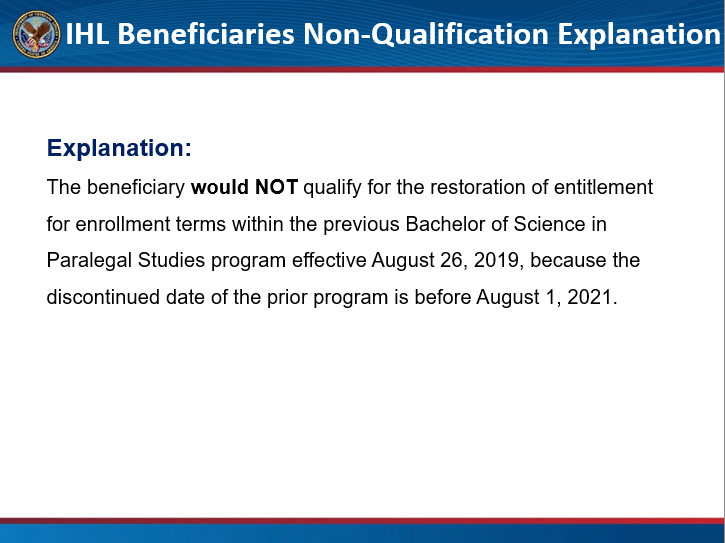 IHL Beneficiaries Non-Qualification Explanation
Explanation:
The beneficiary would NOT qualify for the restoration of entitlement
for enrollment terms within the previous Bachelor of Science in
Paralegal Studies program effective August 26, 2019, because the
discontinued date of the prior program is before August 1, 2021.